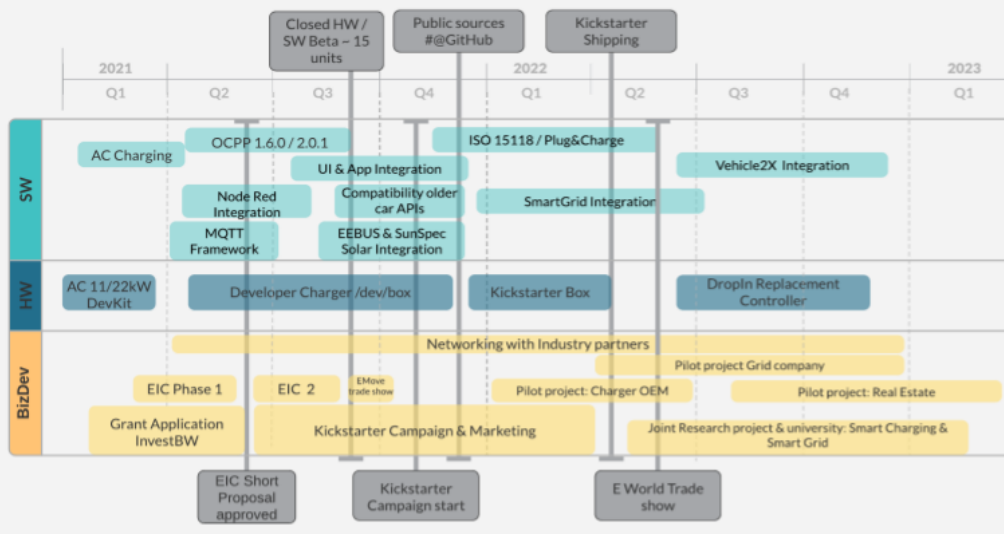 Closed HW /
SW Beta ~ 15
units
Public sources
#@GitHub
Kickstarter
Shipping
2021
2022
2023
Q1
Q2
Q3
Q4
Q1
Q2
Q3
Q4
Q1
SW
AC Charging
OCPP 1.6.0 / 2.0.1
ISO 15118 / Plug&Charge
UI & App Integration
Vehicle2X Integration
Node Red
Integration
Compatibility older
car APIs
SmartGrid Integration
MQTT
Framework
EEBUS & SunSpec
Solar Integration
HW
AC 11/22kW
DevKit
Developer Charger /dev/box
Kickstarter Box
DropIn Replacement
Controller
BizDev
Networking with Industry partners
Pilot project Grid company
EIC Phase 1
EIC 2
EMove
trade show
Pilot project: Charger OEM
Pilot project: Real Estate
Grant Application
InvestBW
Kickstarter Campaign & Marketing
Joint Research project & university: Smart Charging &
Smart Grid
EIC Short
Proposal
approved
Kickstarter
Campaign start
E World Trade
show